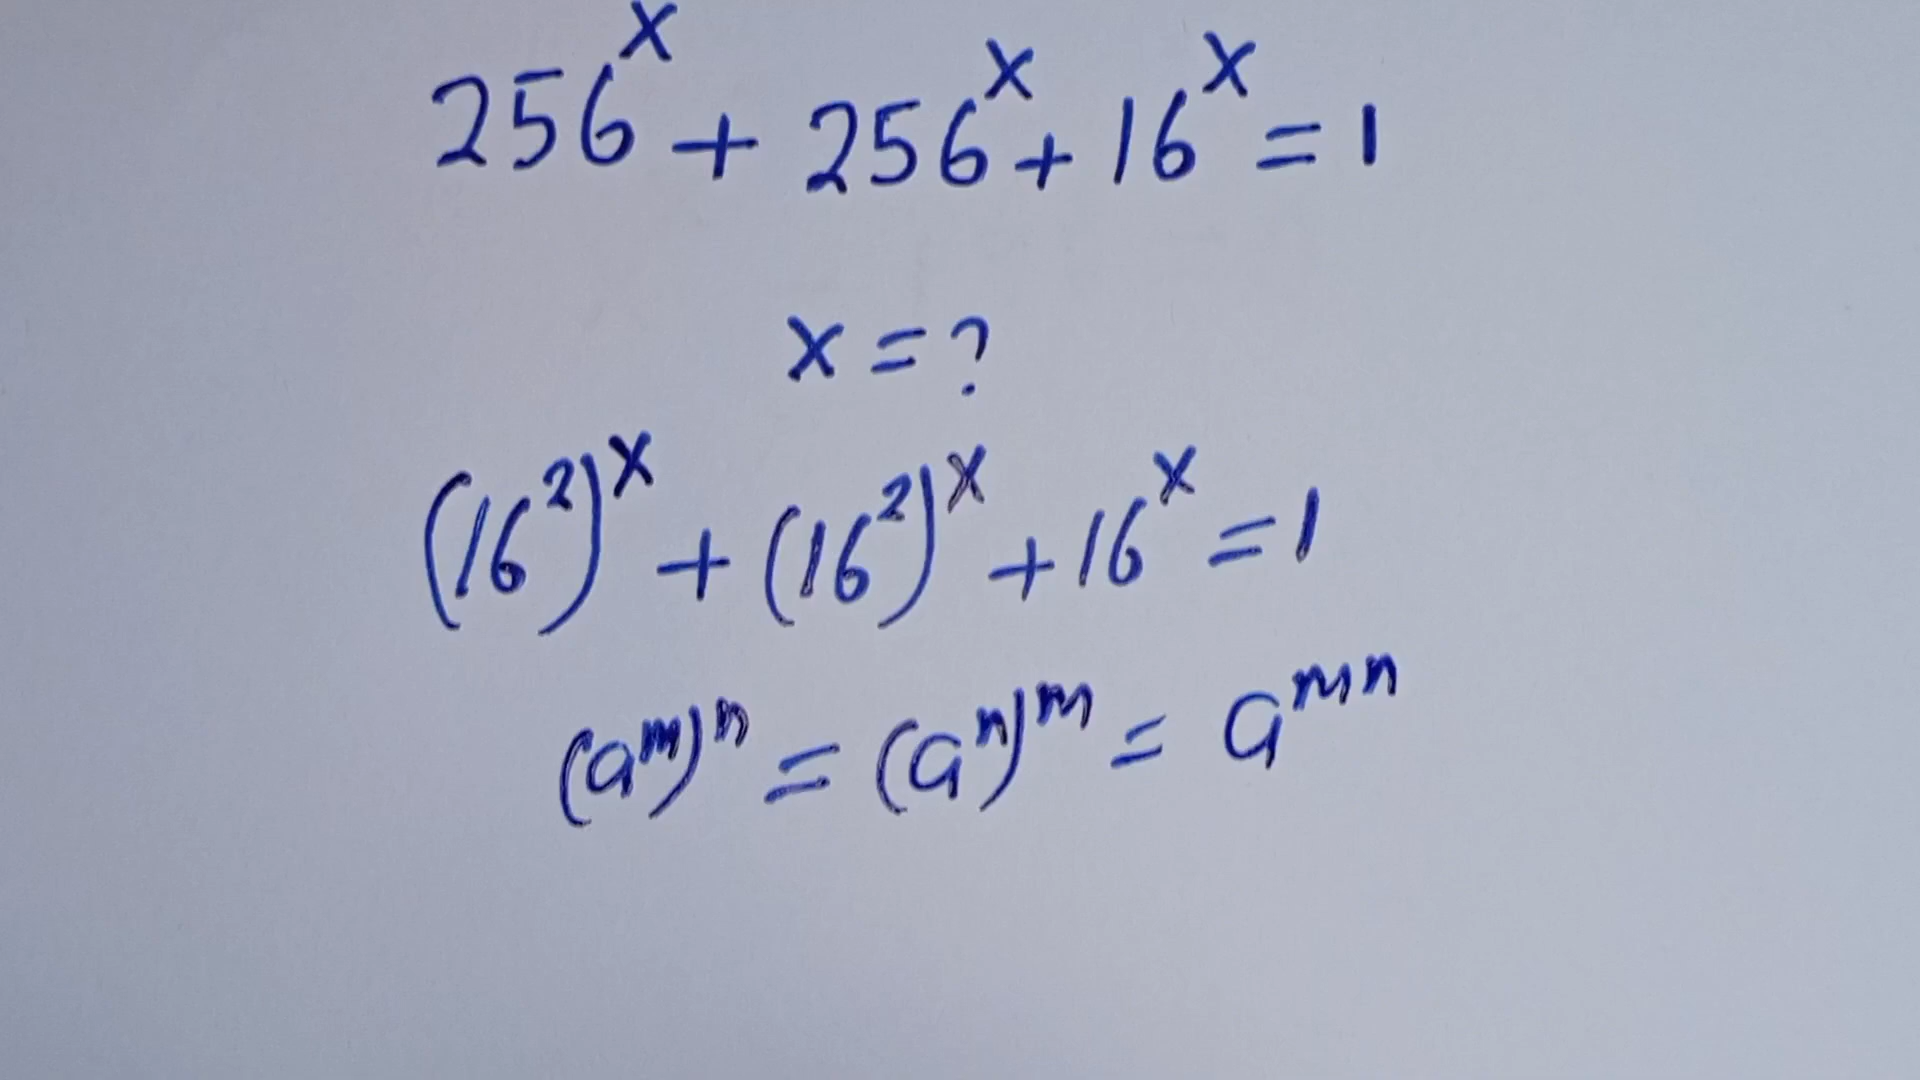 256^x + 256^x + 16^x = 1
x = ?
(16^2)^x + (16^2)^x + 16^x = 1
(a^m)^n = (a^n)^m = a^mn